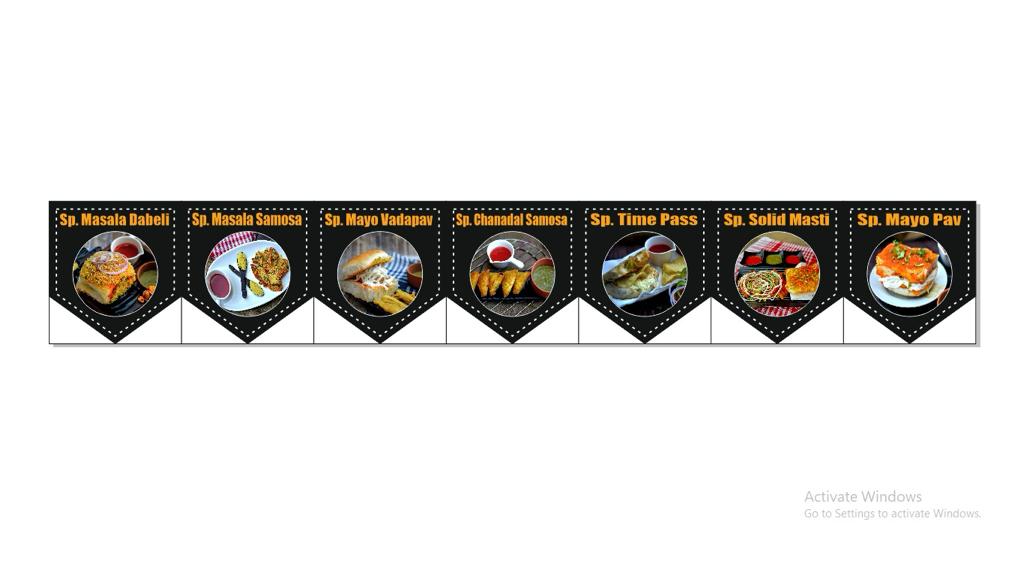 Sp. Masala Dabeli
Sp. Masala Samosa
Sp. Mayo Vadapav
Sp. Chanadal Samosa
Sp. Time Pass
Sp. Solid Masti
Sp. Mayo Pav
Activate Windows
Go to Settings to activate Windows.